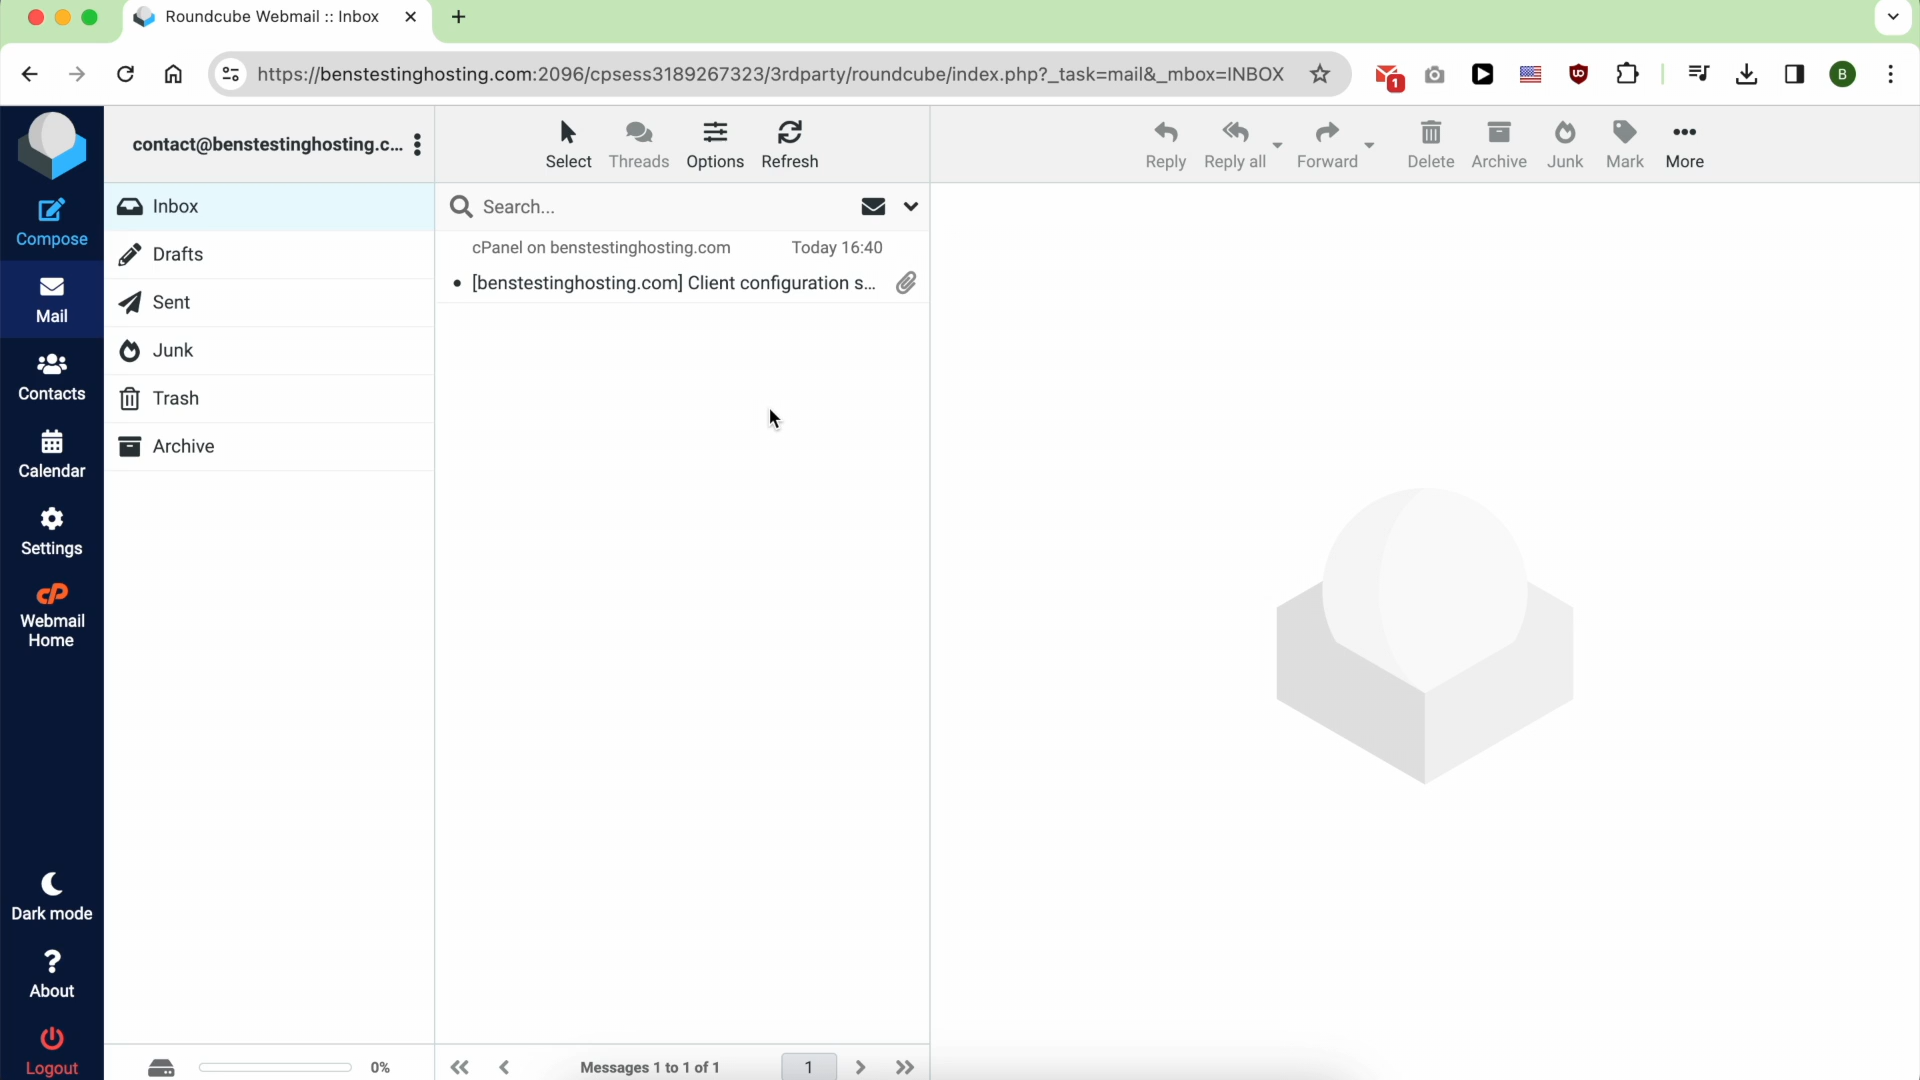 Roundcube Webmail :: Inbox
https://benstestinghosting.com:2096/cpsess3189267323/3rdparty/roundcube/index.php?_task=mail&_mbox=INBOX
1
B
contact@benstestinghosting.c...
Select
Threads
Options
Refresh
Reply
Reply all
Forward
Delete
Archive
Junk
Mark
More
Compose
Mail
Contacts
Calendar
Settings
cP
Webmail
Home
Dark mode
About
Logout
Inbox
Drafts
Sent
Junk
Trash
Archive
0%
Search...
cPanel on benstestinghosting.com Today 16:40
[benstestinghosting.com] Client configuration s...
Messages 1 to 1 of 1
1